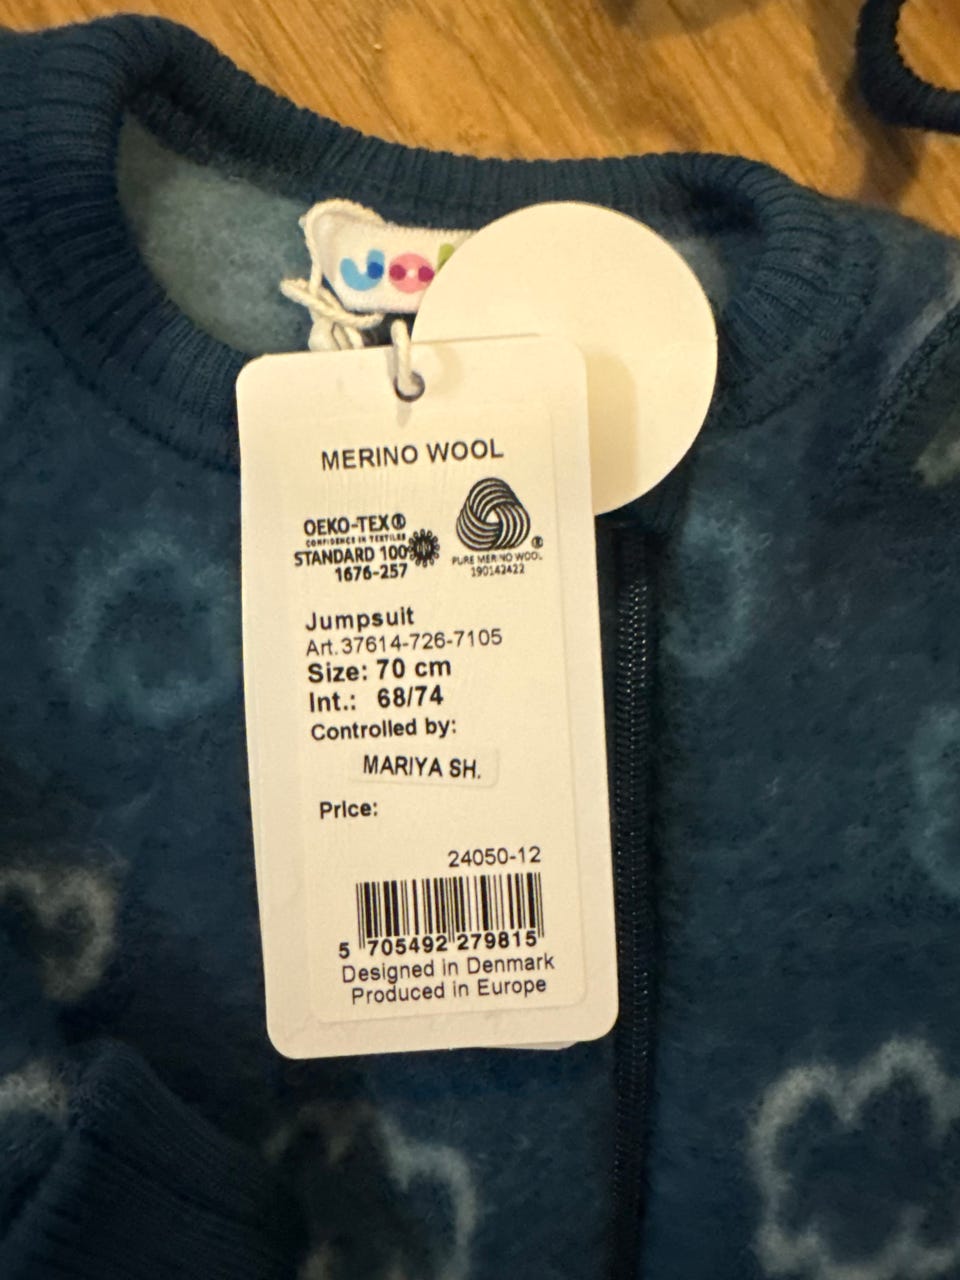 MERINO WOOL
OEKO-TEX®
CONFIDENCE IN TEXTILES
STANDARD 100
1676-257
PURE MERINO WOOL
190142422
®
Jumpsuit
Art.37614-726-7105
Size: 70 cm
Int.: 68/74
Controlled by:
MARIYA SH.
Price:
24050-12
5 705492 279815
Designed in Denmark
Produced in Europe